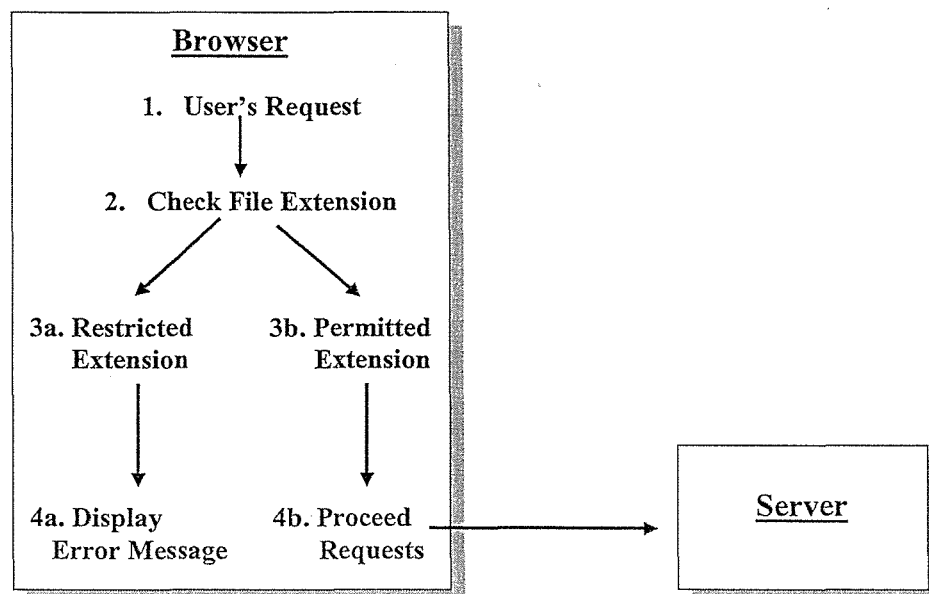 Browser
1. User's Request
2. Check File Extension
3a. Restricted
Extension
3b. Permitted
Extension
4a. Display
Error Message
4b. Proceed
Requests
Server